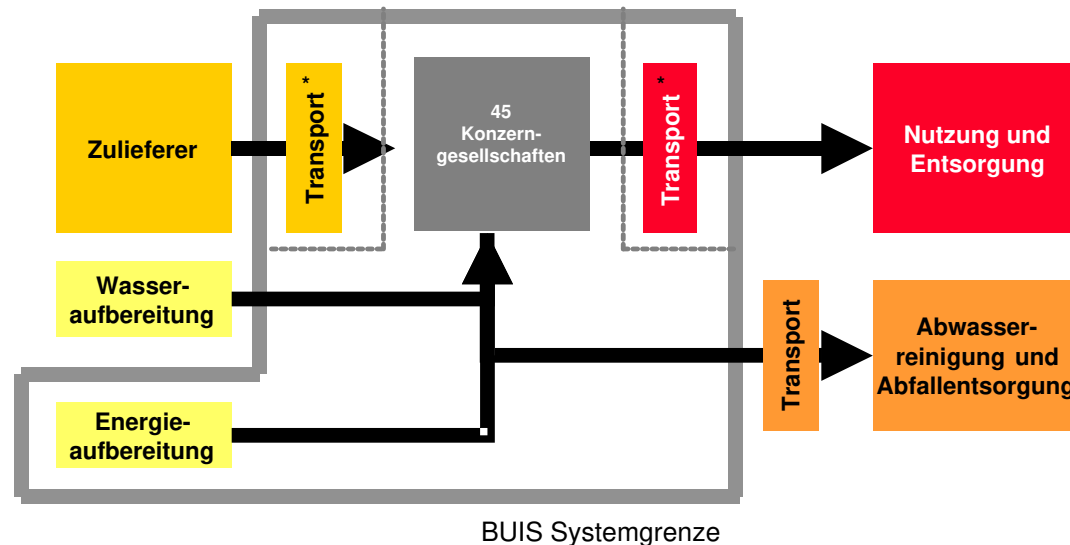 Zulieferer
Transport*
45
Konzern-
gesellschaften
Transport*
Nutzung und
Entsorgung
Wasser-
aufbereitung
Energie-
aufbereitung
Transport
Abwasser-
reinigung und
Abfallentsorgung
BUIS Systemgrenze